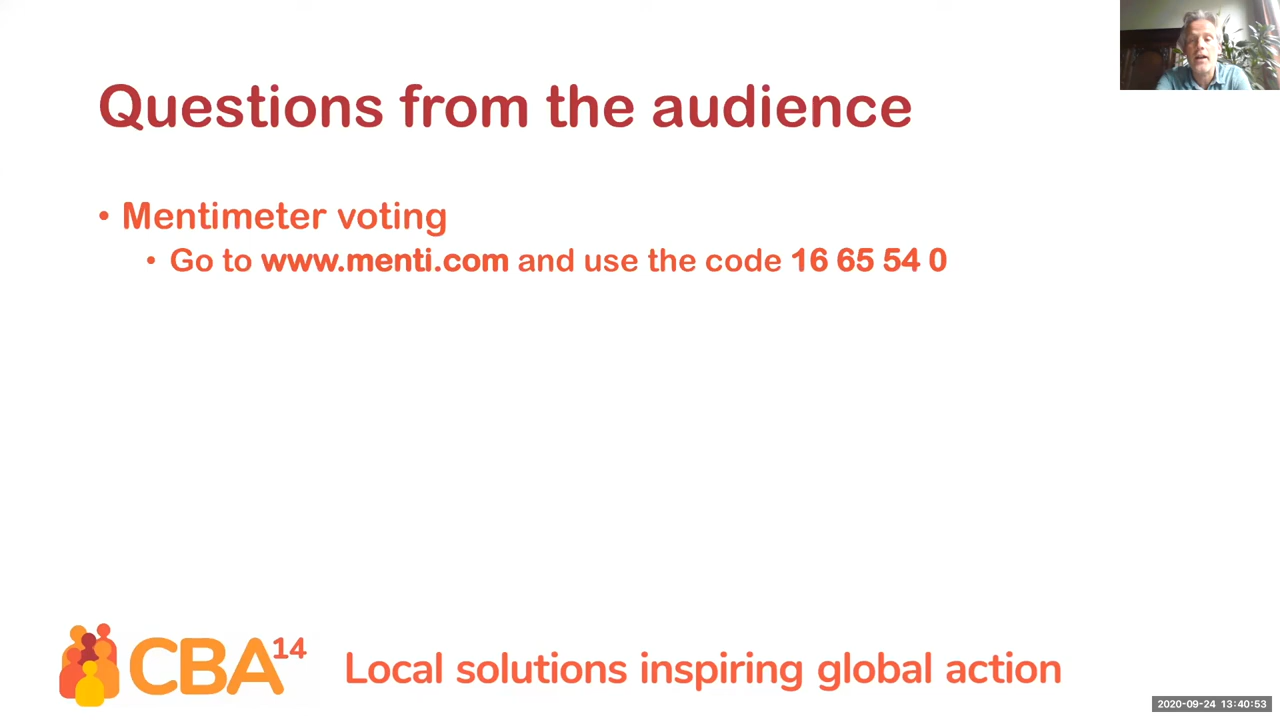 Questions from the audience
• Mentimeter voting
• Go to www.menti.com and use the code 16 65 54 0
CBA14
Local solutions inspiring global action
2020-09-24 13:40:53